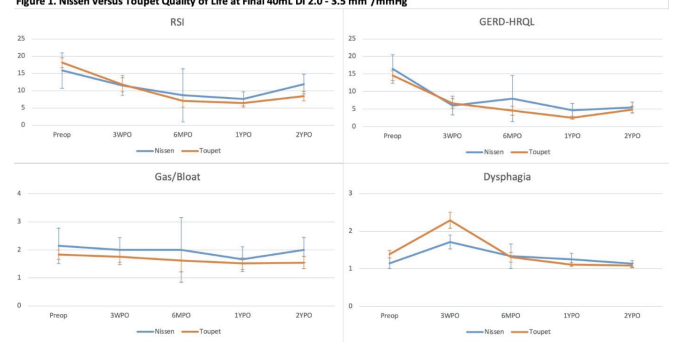 Figure 1. Nissen versus Toupet Quality of Life at Final 40mL DI 2.0 - 3.5 mm²/mmHg
RSI
25
20
15
10
5
0
Preop 3WPO 6MPO 1YPO 2YPO
Nissen Toupet
GERD-HRQL
25
20
15
10
5
0
Preop 3WPO 6MPO 1YPO 2YPO
Nissen Toupet
Gas/Bloat
4
3
2
1
0
Preop 3WPO 6MPO 1YPO 2YPO
Nissen Toupet
Dysphagia
3
2
1
0
Preop 3WPO 6MPO 1YPO 2YPO
Nissen Toupet